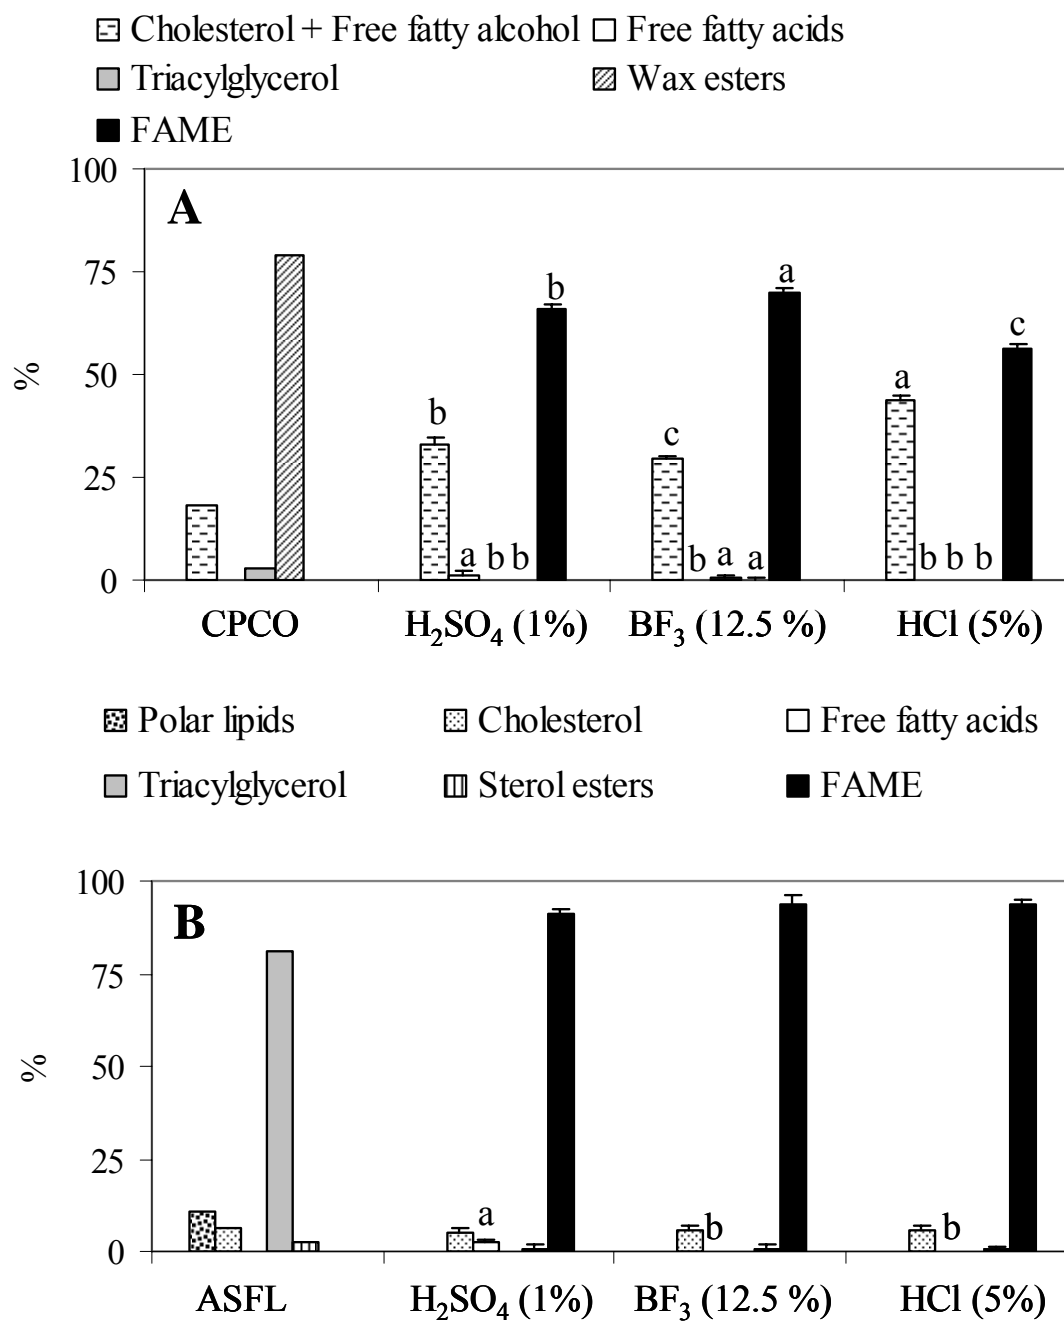 Cholesterol + Free fatty alcohol Free fatty acids
Triacylglycerol Wax esters
FAME
100
A
75
50
25
0
%
b
a b b
b
c
b a a
a
a
b b b
c
CPCO H₂SO₄ (1%) BF₃ (12.5 %) HCl (5%)
Polar lipids Cholesterol Free fatty acids
Triacylglycerol Sterol esters FAME
100
B
75
50
25
0
%
a
b
b
ASFL H₂SO₄ (1%) BF₃ (12.5 %) HCl (5%)